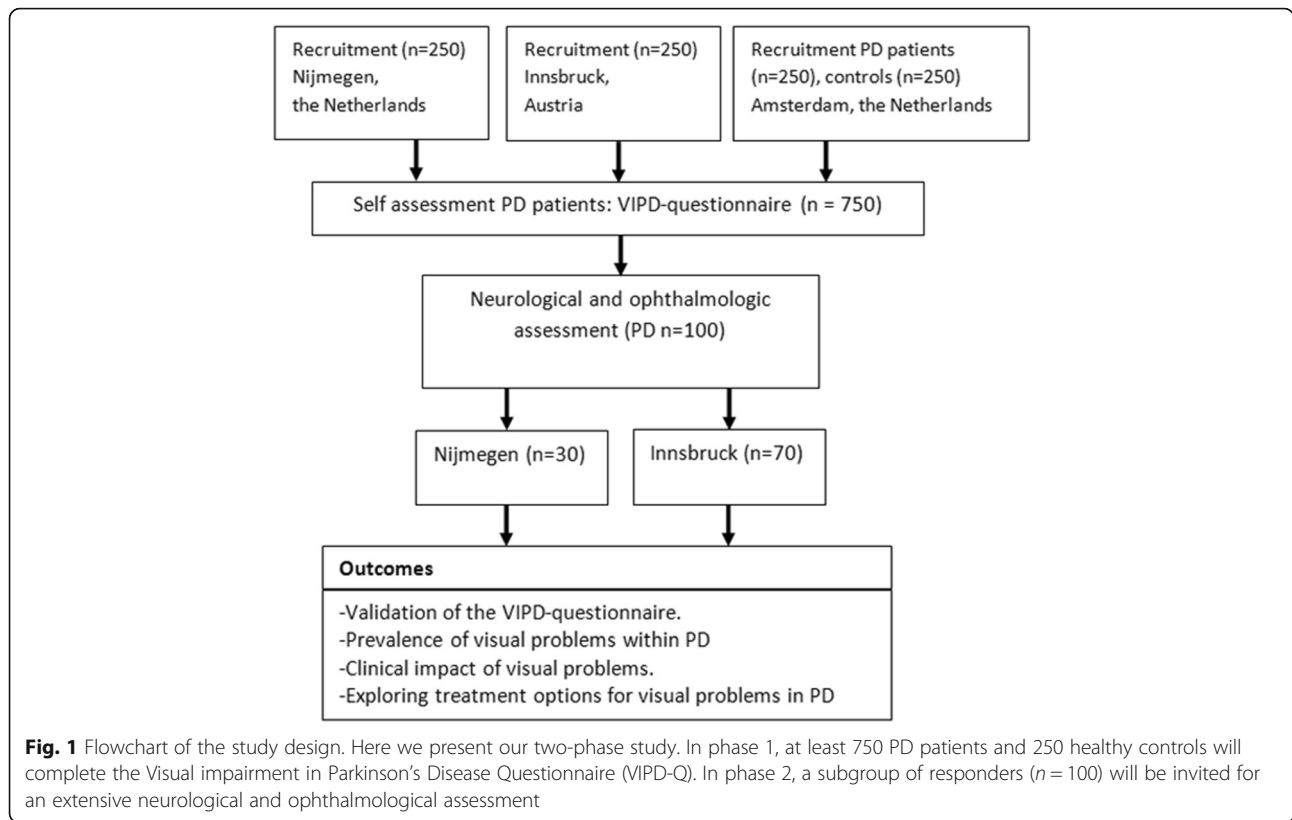 Recruitment (n=250)
Nijmegen,
the Netherlands
Recruitment (n=250)
Innsbruck,
Austria
Recruitment PD patients
(n=250), controls (n=250)
Amsterdam, the Netherlands
Self assessment PD patients: VIPD-questionnaire (n = 750)
Neurological and ophthalmologic
assessment (PD n=100)
Nijmegen (n=30)
Innsbruck (n=70)
Outcomes
-Validation of the VIPD-questionnaire.
-Prevalence of visual problems within PD
-Clinical impact of visual problems.
-Exploring treatment options for visual problems in PD
Fig. 1 Flowchart of the study design. Here we present our two-phase study. In phase 1, at least 750 PD patients and 250 healthy controls will
complete the Visual impairment in Parkinson's Disease Questionnaire (VIPD-Q). In phase 2, a subgroup of responders (n = 100) will be invited for
an extensive neurological and ophthalmological assessment